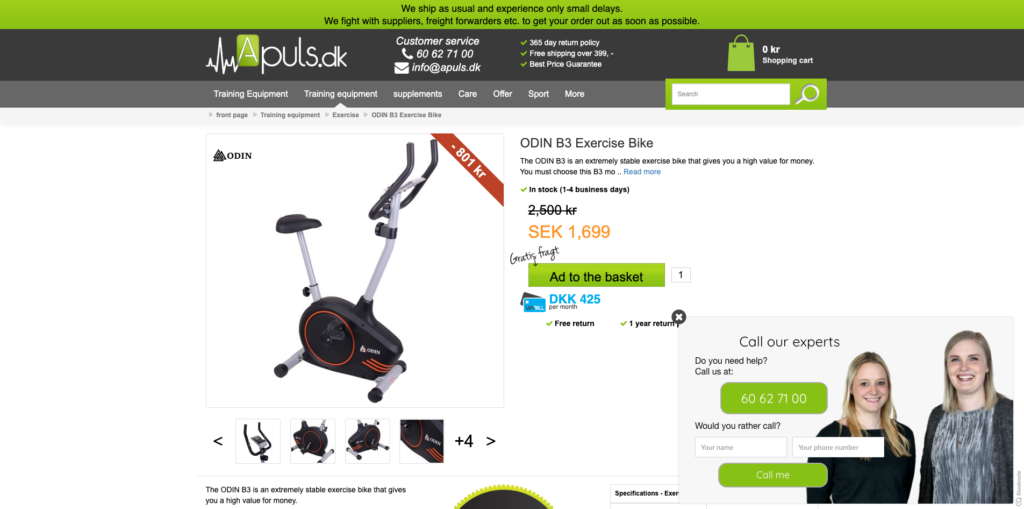 We ship as usual and experience only small delays.
We fight with suppliers, freight forwarders etc. to get your order out as soon as possible.
Apuls.dk
Customer service
60 62 71 00
info@apuls.dk
365 day return policy
Free shipping over 399, -
Best Price Guarantee
0 kr
Shopping cart
Training Equipment
Training equipment
supplements
Care
Offer
Sport
More
Search
front page
Training equipment
Exercise
ODIN B3 Exercise Bike
ODIN
- 801 kr
ODIN
ODIN B3 Exercise Bike
The ODIN B3 is an extremely stable exercise bike that gives you a high value for money.
You must choose this B3 mo .. Read more
In stock (1-4 business days)
2,500 kr
SEK 1,699
Gratis fragt
Ad to the basket
1
DKK 425
per month
Free return
1 year return
< +4 >
ODIN
Call our experts
Do you need help?
Call us at:
60 62 71 00
Would you rather call?
Your name
Your phone number
Call me
The ODIN B3 is an extremely stable exercise bike that gives
you a high value for money.
Specifications - Exer